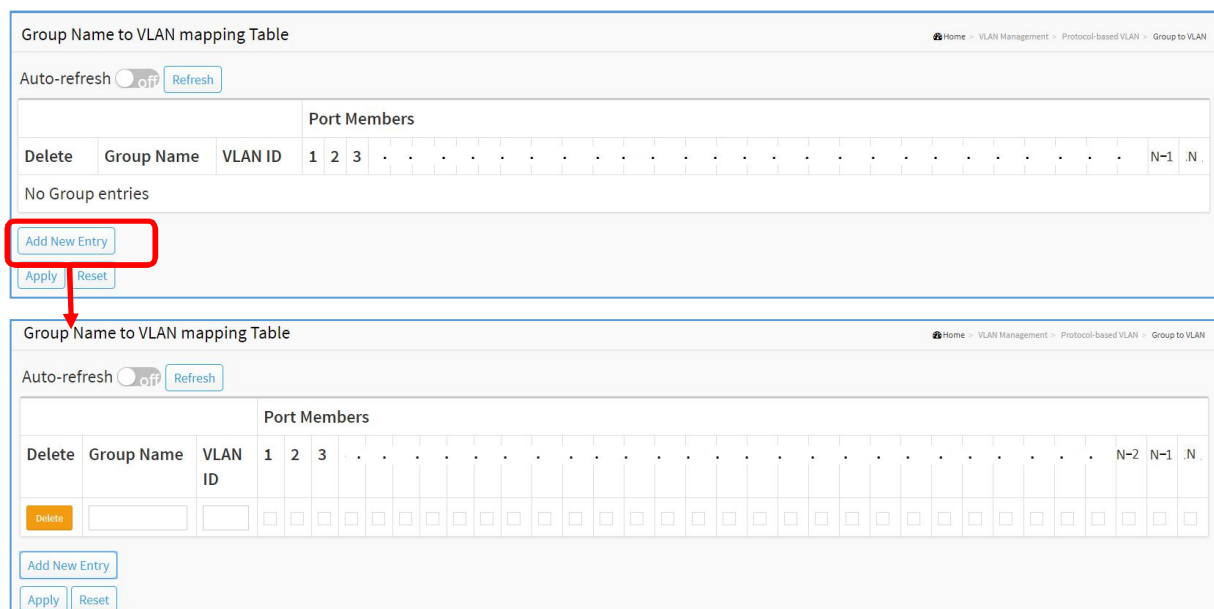 Group Name to VLAN mapping Table
Home > VLAN Management > Protocol-based VLAN > Group to VLAN
Auto-refresh off Refresh
Port Members
Delete Group Name VLAN ID 1 2 3 . . . . . . . . . . . . . . . . . . . . . . . . . N-1 .N .
No Group entries
Add New Entry
Apply Reset
Group Name to VLAN mapping Table
Home > VLAN Management > Protocol-based VLAN > Group to VLAN
Auto-refresh off Refresh
Port Members
Delete Group Name VLAN ID 1 2 3 . . . . . . . . . . . . . . . . . . . . . . . . . . N-2 N-1 .N .
Delete
Add New Entry
Apply Reset